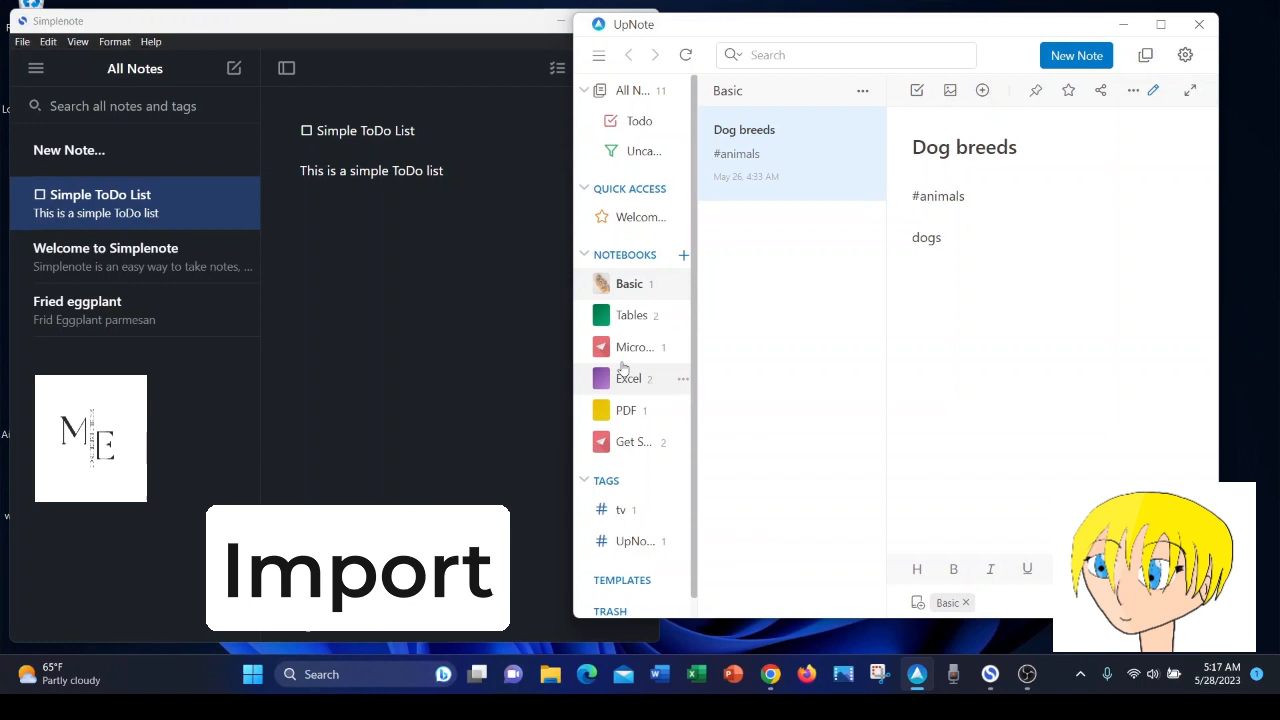 Simplenote
File Edit View Format Help
All Notes
Search all notes and tags
New Note...
Simple ToDo List
This is a simple ToDo list
Welcome to Simplenote
Simplenote is an easy way to take notes, ...
Fried eggplant
Frid Eggplant parmesan
Simple ToDo List
This is a simple ToDo list
M
E
Import
UpNote
Search
New Note
All N... 11
Todo
Unca...
QUICK ACCESS
Welcom...
NOTEBOOKS +
Basic 1
Tables 2
Micro... 1
Excel 2
PDF 1
Get S... 2
TAGS
# tv 1
# UpNo... 1
TEMPLATES
TRASH
Basic
Dog breeds
#animals
May 26, 4:33 AM
Dog breeds
#animals
dogs
H B I U
Basic
65°F
Partly cloudy
Search
5:17 AM
5/28/2023
1